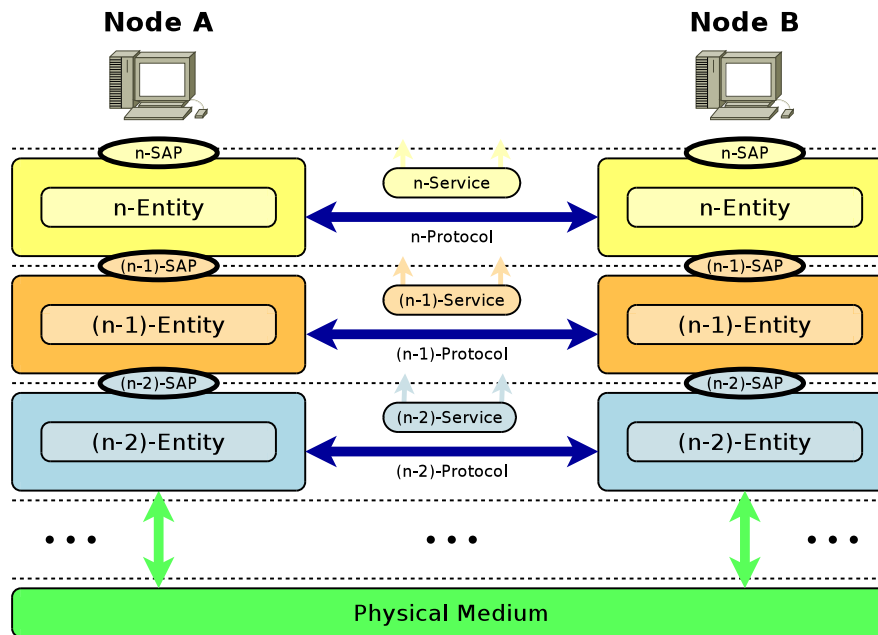 Node A Node B
n-SAP n-SAP
n-Service
n-Entity n-Entity
n-Protocol
(n-1)-SAP (n-1)-SAP
(n-1)-Service
(n-1)-Entity (n-1)-Entity
(n-1)-Protocol
(n-2)-SAP (n-2)-SAP
(n-2)-Service
(n-2)-Entity (n-2)-Entity
(n-2)-Protocol
... ... ...
Physical Medium